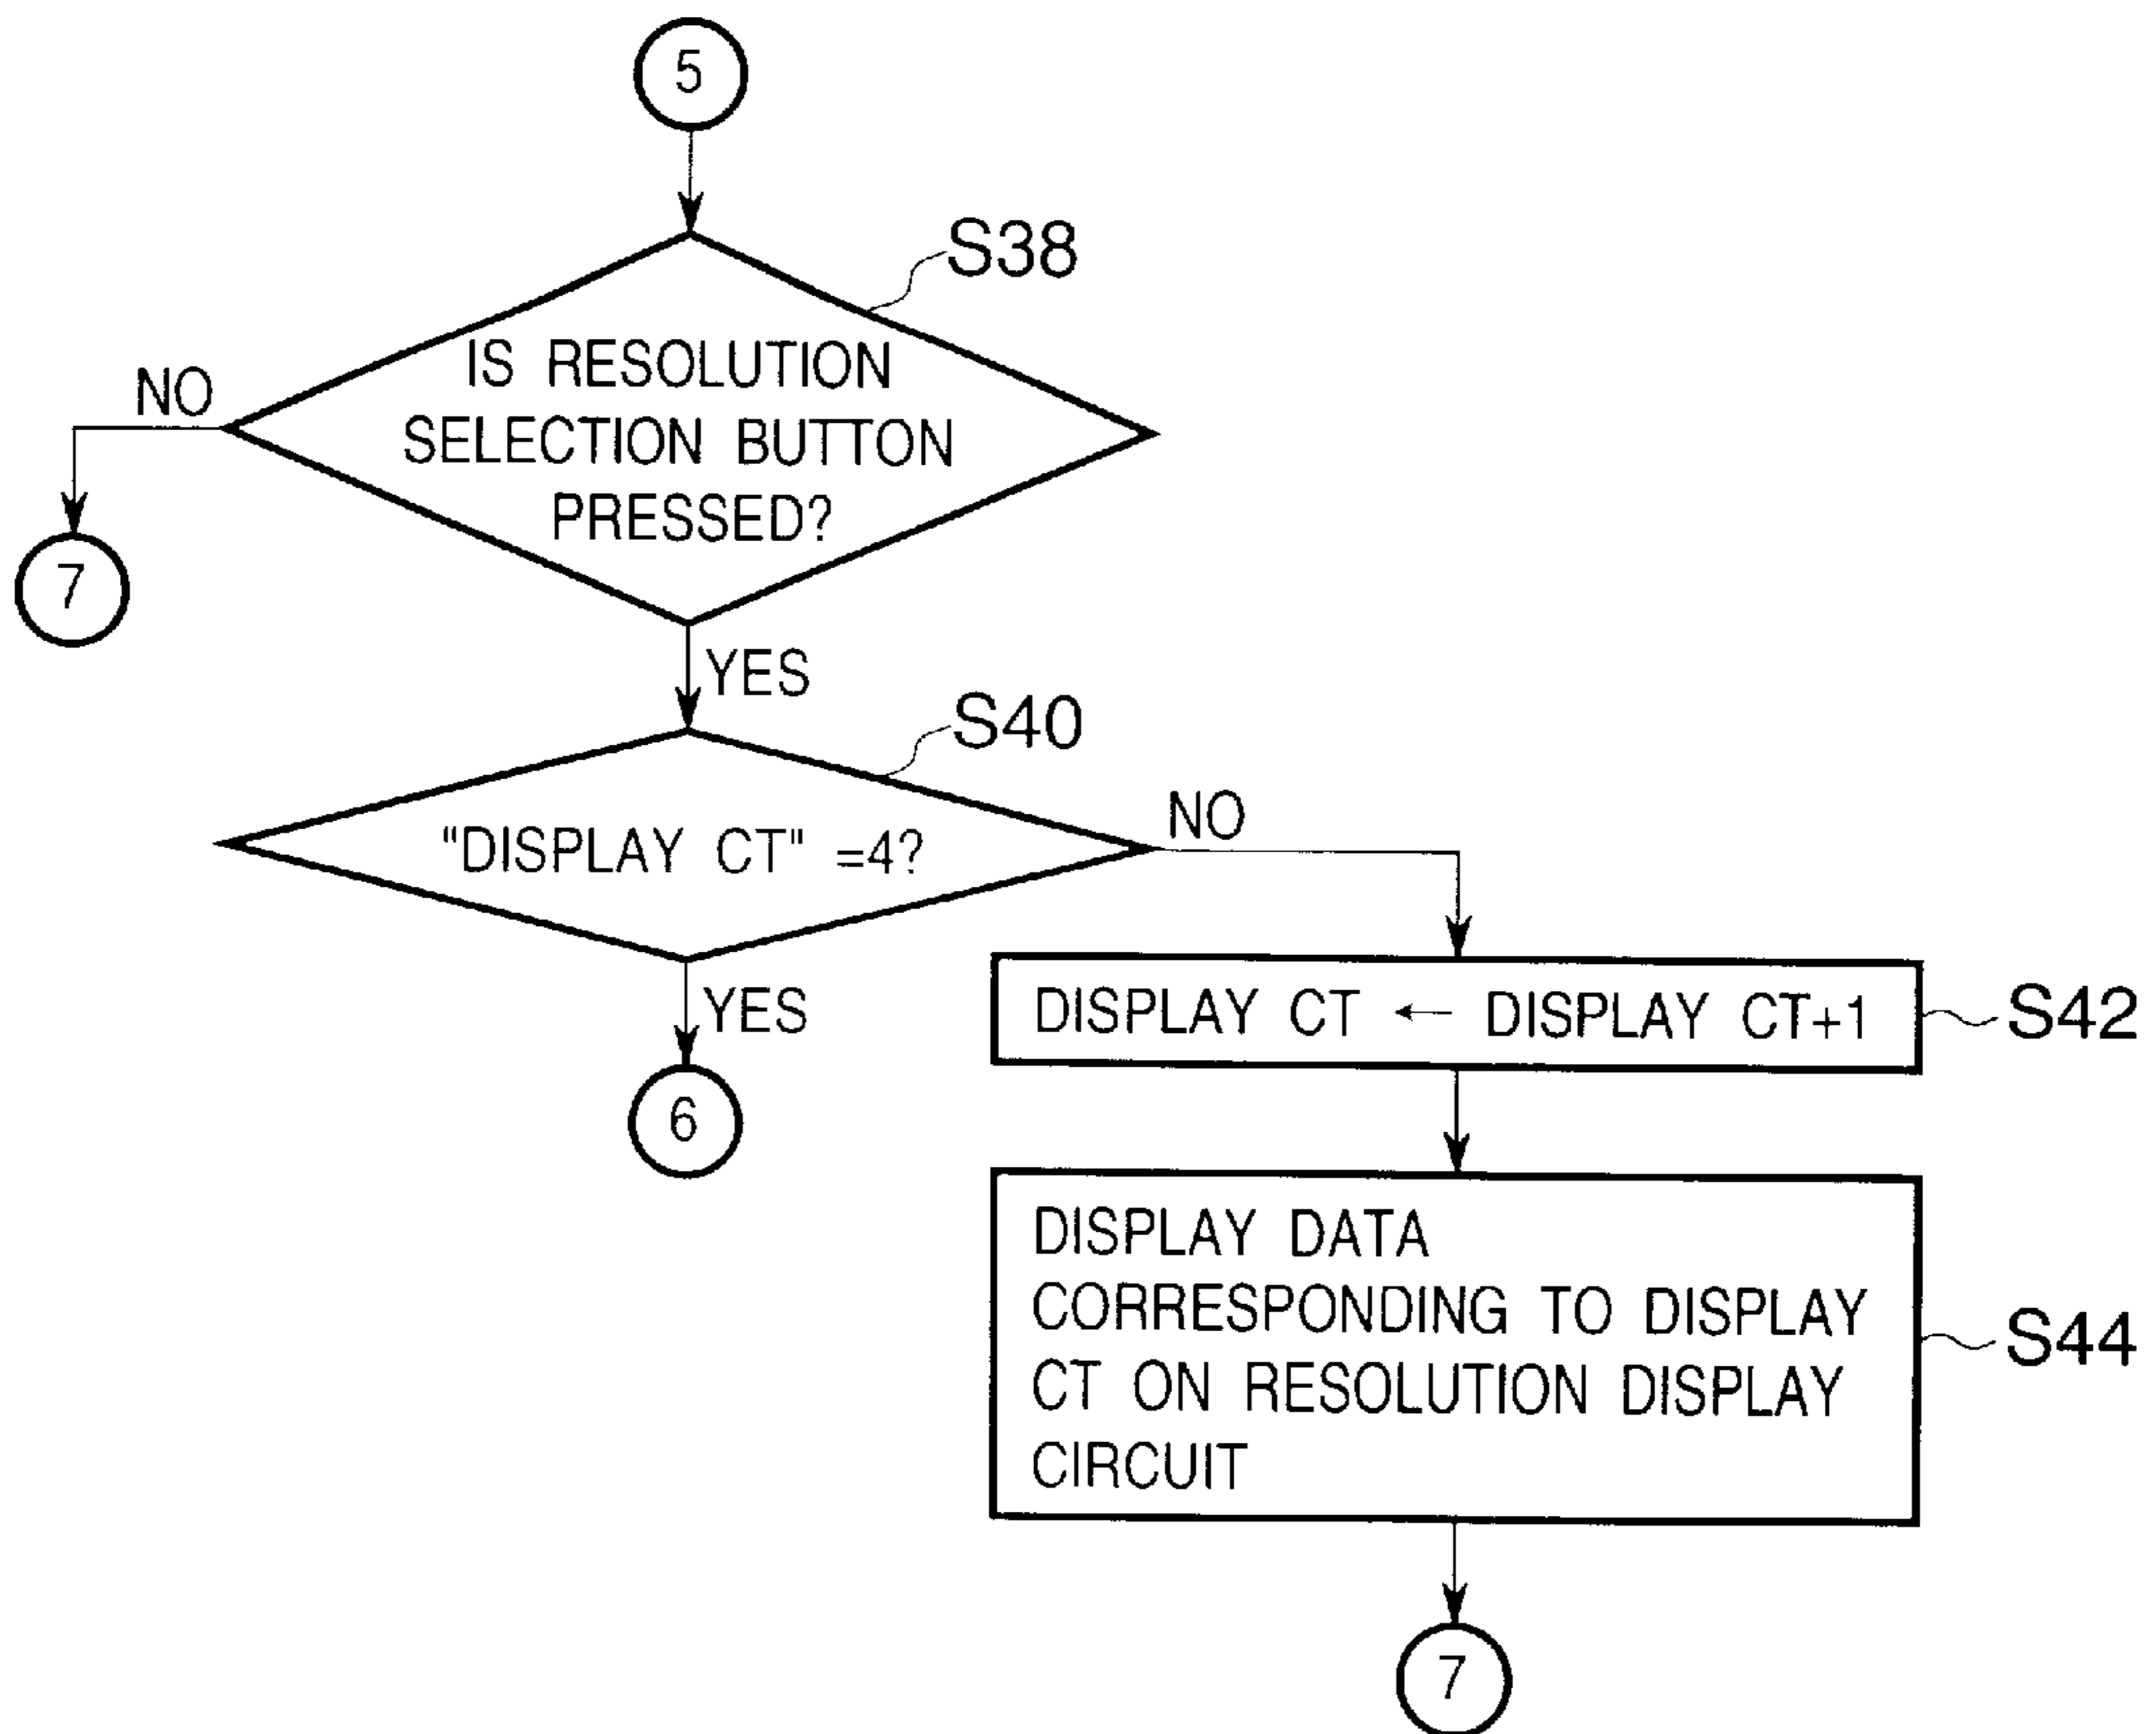 5
S38
IS RESOLUTION
SELECTION BUTTON
PRESSED?
NO
7
YES
S40
"DISPLAY CT" =4?
NO
YES
6
DISPLAY CT ← DISPLAY CT+1
S42
DISPLAY DATA
CORRESPONDING TO DISPLAY
CT ON RESOLUTION DISPLAY
CIRCUIT
S44
7